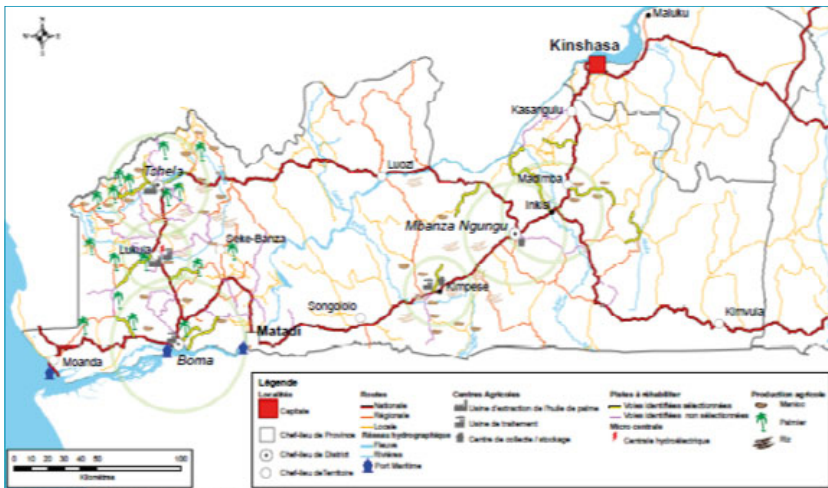 N
Maluku
Kinshasa
Kasangulu
Tshela
Luozi
Madimba
Inkisi
Mbanza Ngungu
Seke-Banza
Lukula
Kimpese
Songololo
Matadi
Kimvula
Moanda
Boma
Légende
Localités
Capitale
Chef-lieu de Province
Chef-lieu de District
Chef-lieu de Territoire
Routes
Nationale
Régionale
Locale
Réseau hydrographique
Fleuve
Rivières
Port Maritime
Centres Agricoles
Usine d'extraction de l'huile de palme
Usine de traitement
Centre de collecte / stockage
Pistes à réhabiliter
Voies identifiées sélectionnées
Voies identifiées non sélectionnées
Micro centrale
Centrale hydroélectrique
Production agricole
Manioc
Palmier
Riz
0 10 20 30 40 50 100
Kilomètres